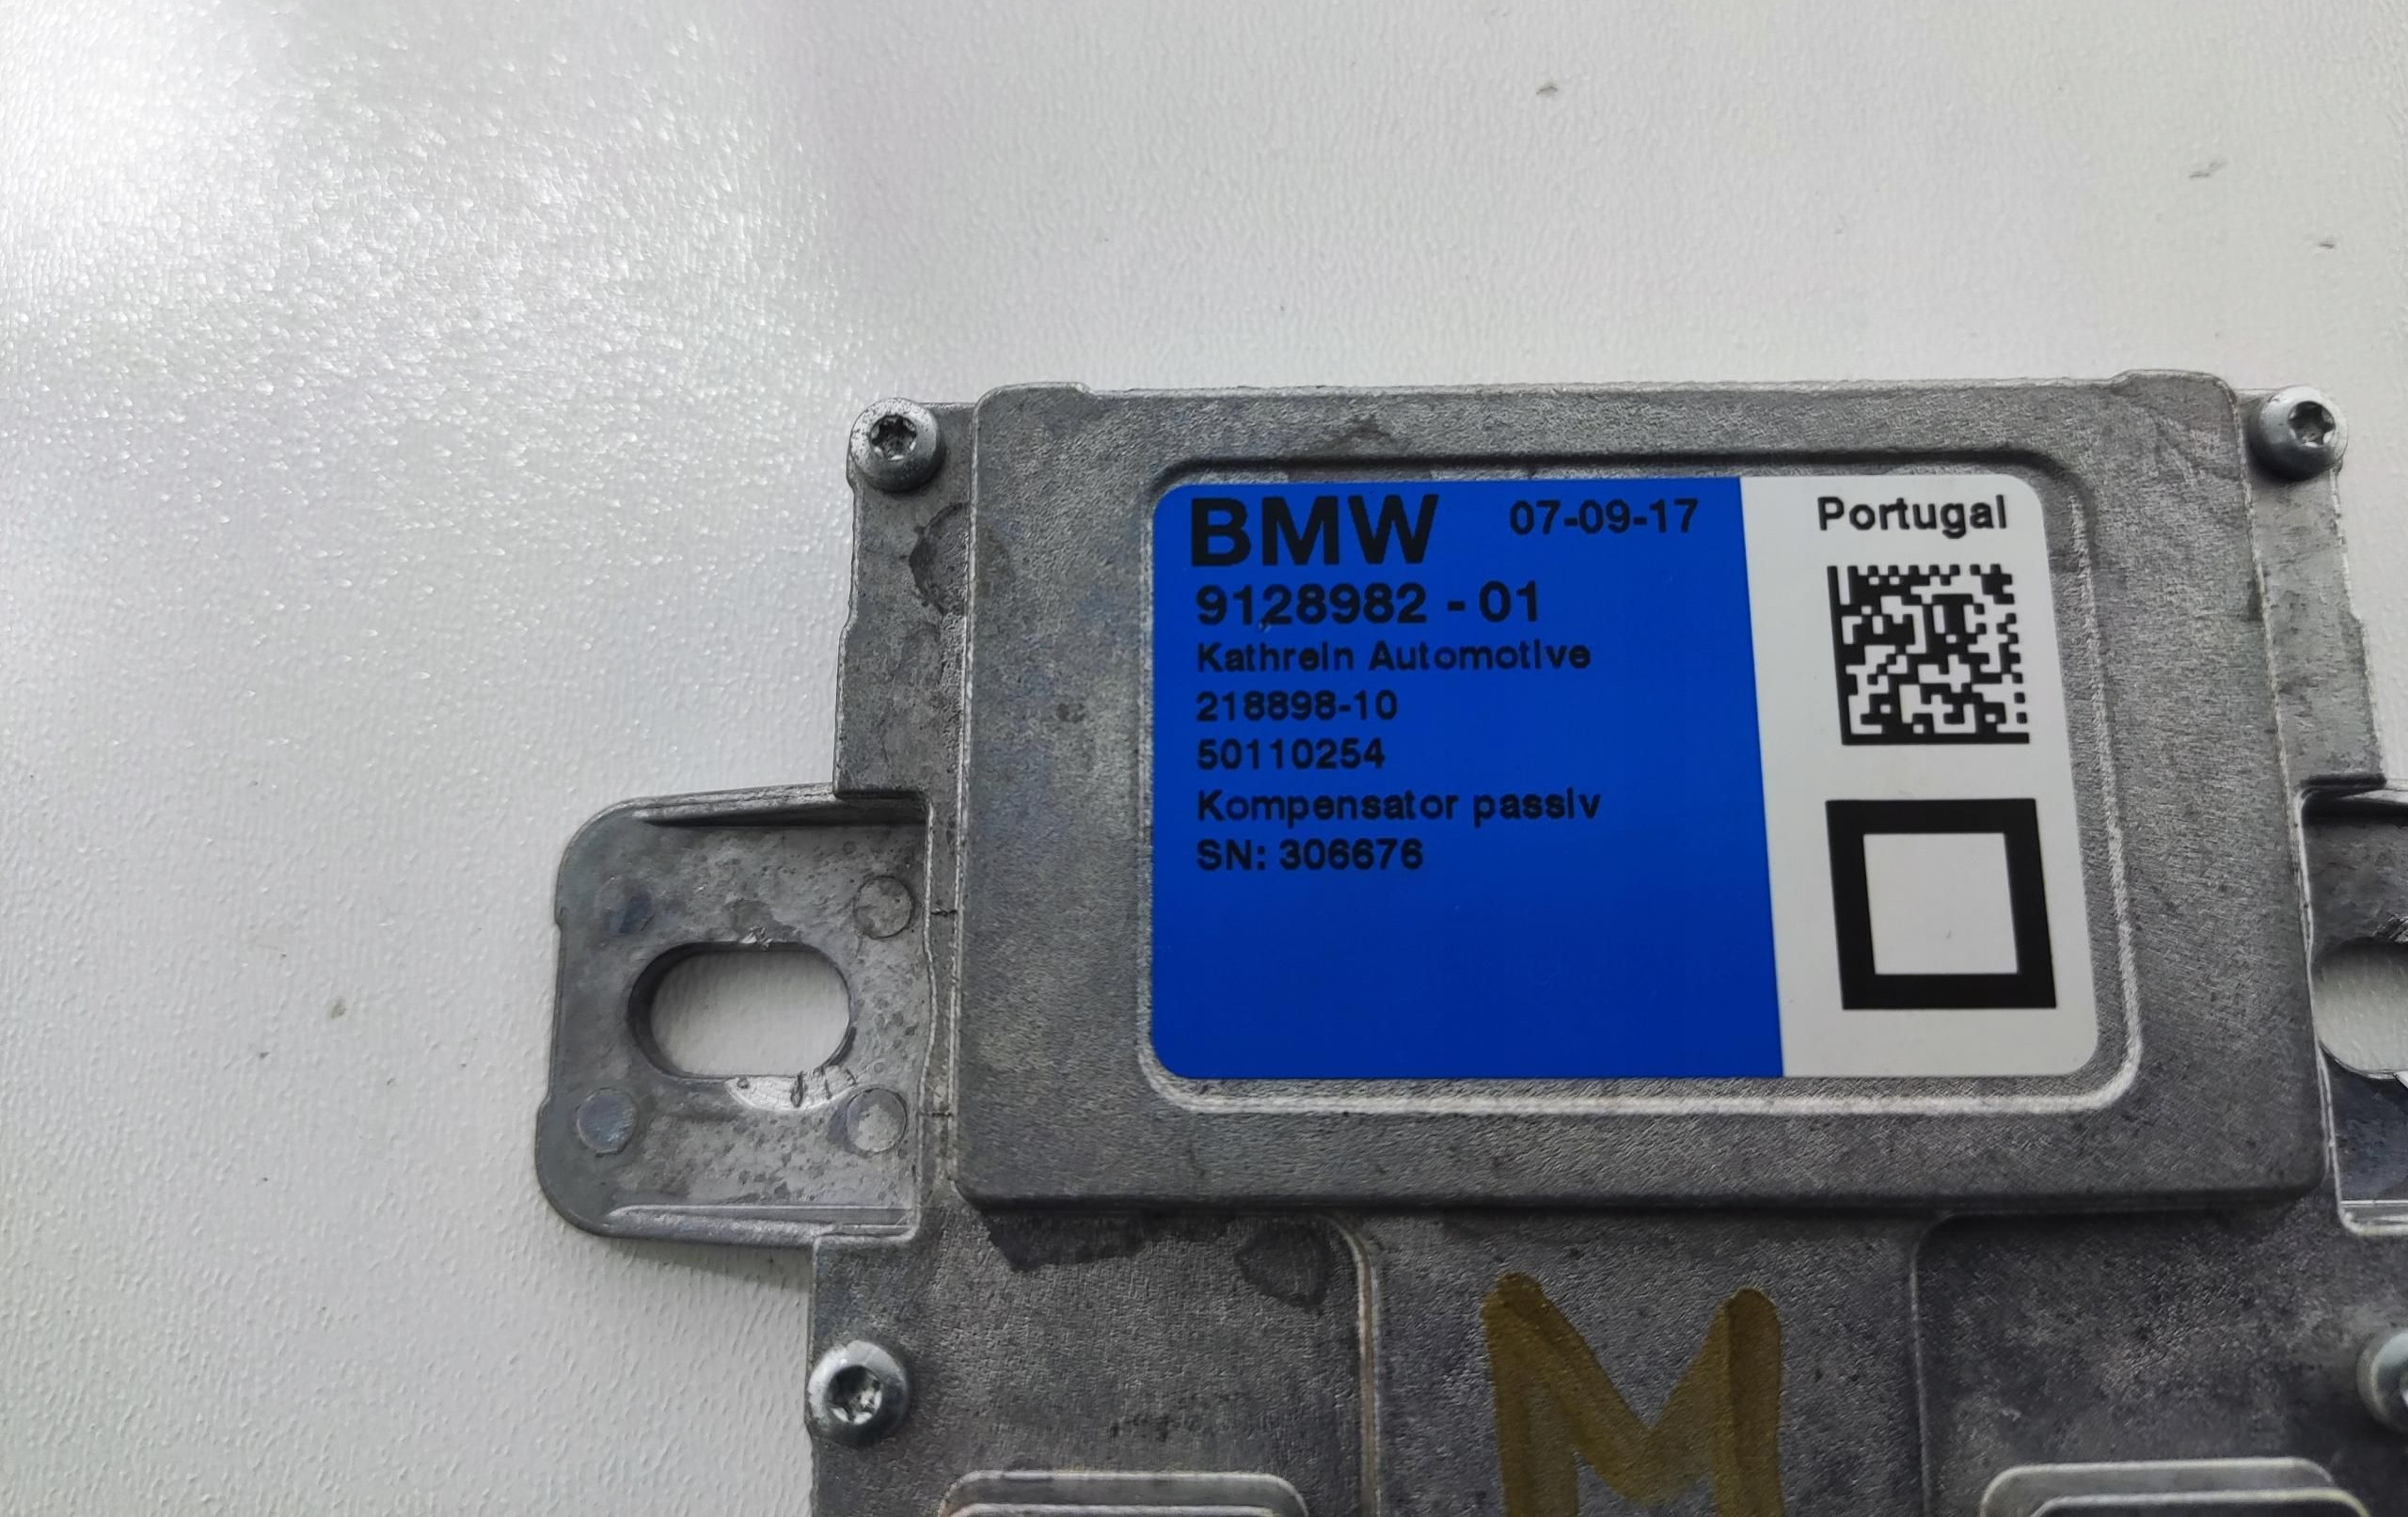 BMW 07-09-17
Portugal
9128982 - 01
Kathrein Automotive
218898-10
50110254
Kompensator passiv
SN: 306676
M